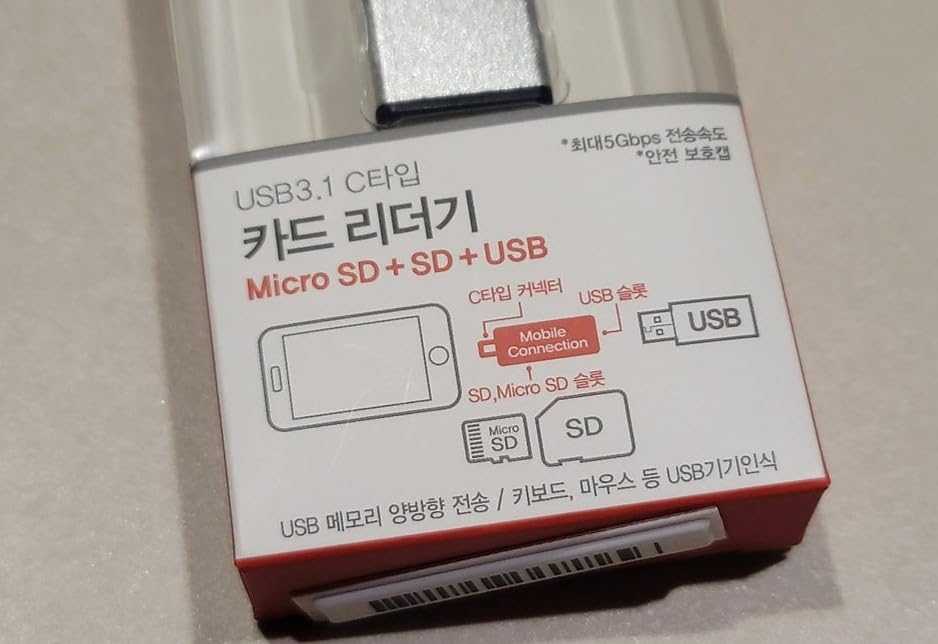 *최대5Gbps 전송속도
*안전 보호캡
USB3.1 C타입
카드 리더기
Micro SD + SD + USB
C타입 커넥터
USB 슬롯
Mobile
Connection
USB
SD,Micro SD 슬롯
Micro
SD
SD
USB 메모리 양방향 전송 / 키보드, 마우스 등 USB기기인식